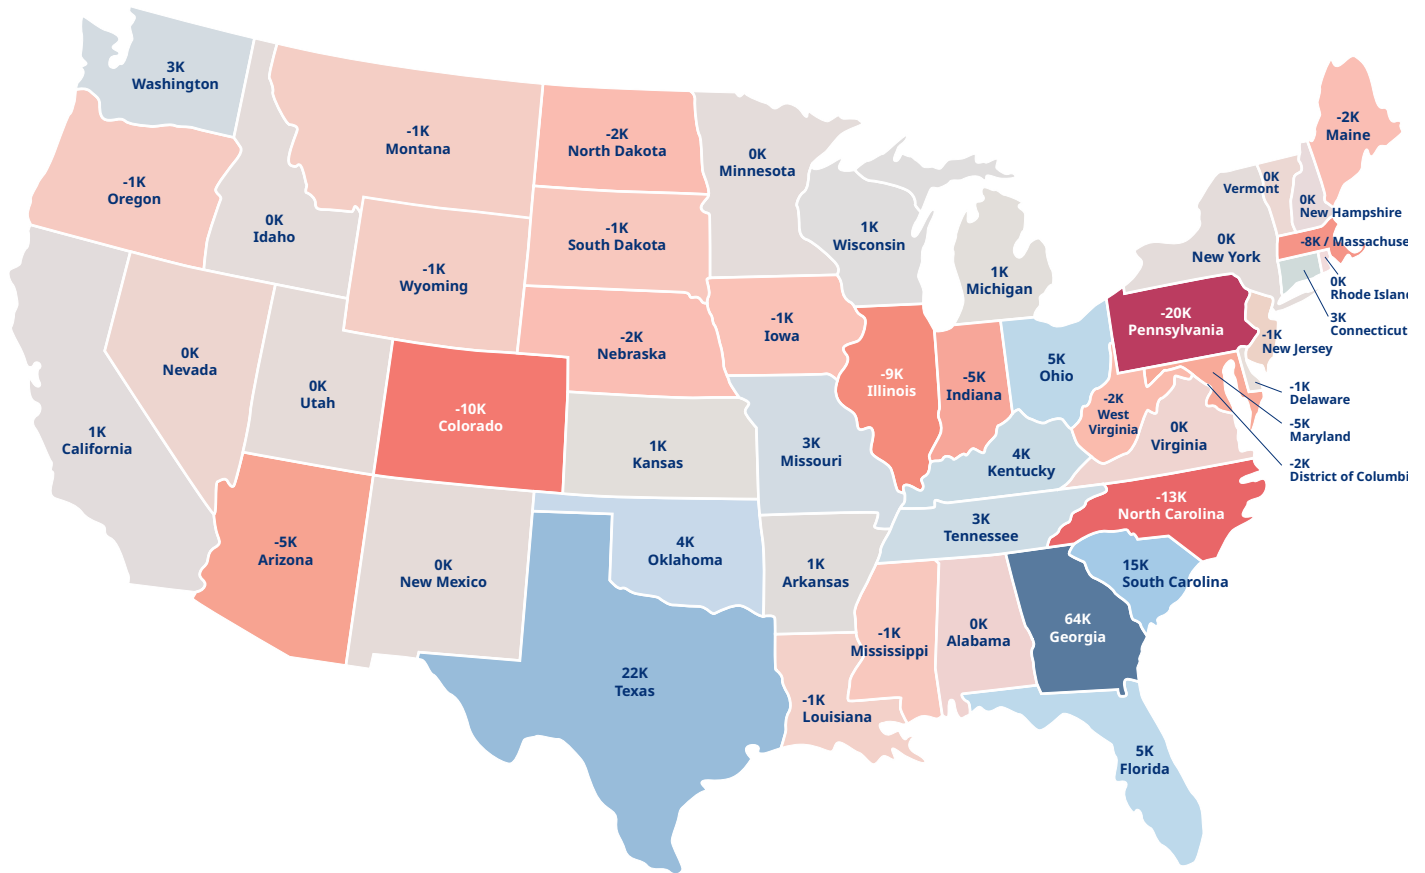 3K
Washington
-1K
Montana
-2K
North Dakota
0K
Minnesota
-2K
Maine
-1K
Oregon
0K
Idaho
-1K
South Dakota
1K
Wisconsin
1K
Michigan
0K
New York
0K
Vermont
0K
New Hampshire
-8K / Massachuse
0K
Rhode Island
3K
Connecticut
-1K
Wyoming
-1K
Iowa
-2K
Nebraska
-20K
Pennsylvania
-1K
New Jersey
0K
Nevada
0K
Utah
-10K
Colorado
-9K
Illinois
-5K
Indiana
5K
Ohio
-2K
West
Virginia
0K
Virginia
-1K
Delaware
-5K
Maryland
-2K
District of Columbi
1K
California
1K
Kansas
3K
Missouri
4K
Kentucky
-13K
North Carolina
-5K
Arizona
0K
New Mexico
4K
Oklahoma
1K
Arkansas
3K
Tennessee
15K
South Carolina
22K
Texas
-1K
Louisiana
-1K
Mississippi
0K
Alabama
64K
Georgia
5K
Florida